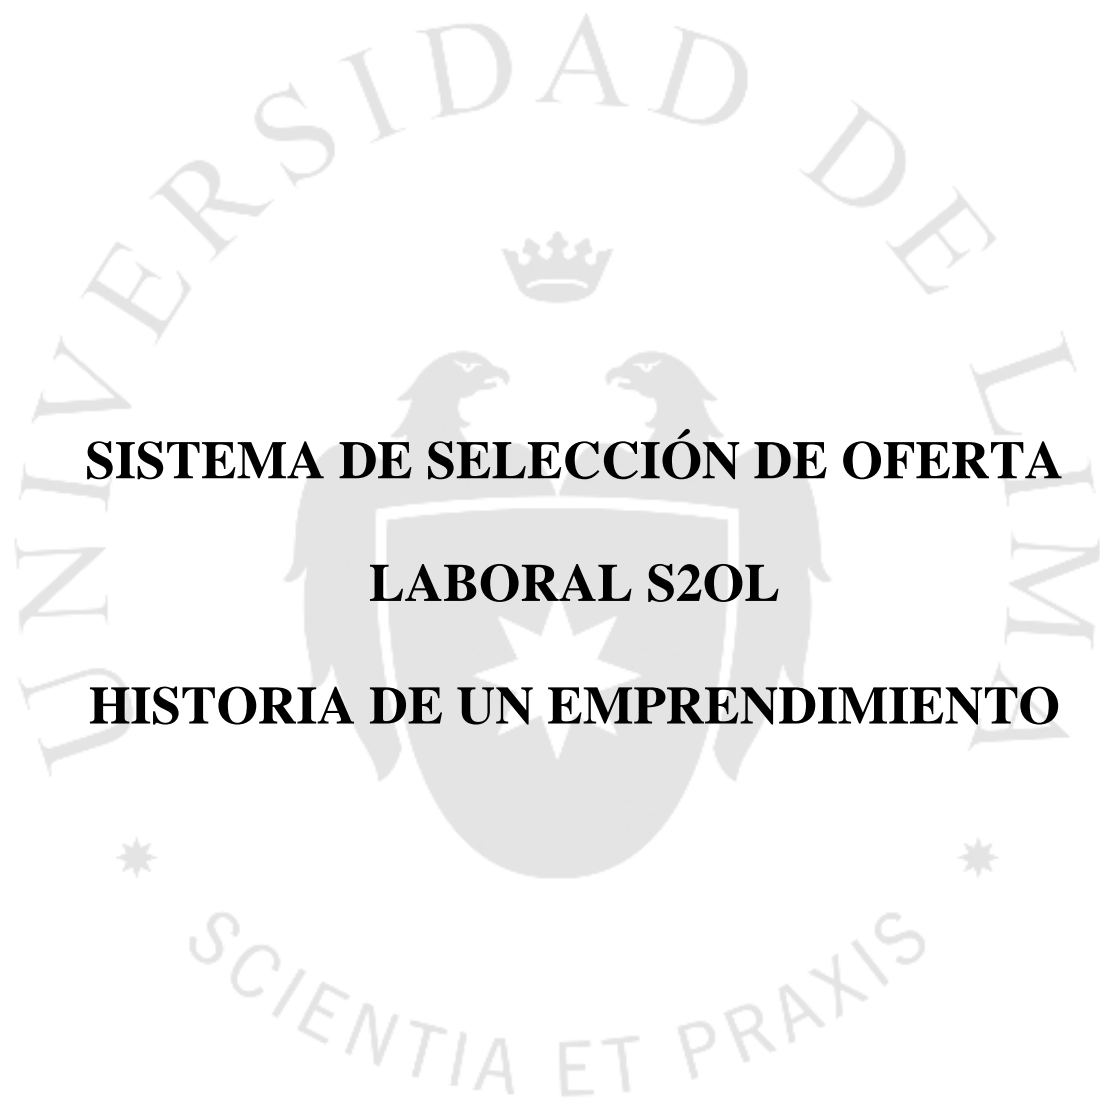 UNIVERSIDAD DE LIMA
SISTEMA DE SELECCIÓN DE OFERTA
LABORAL S2OL
HISTORIA DE UN EMPRENDIMIENTO
SCIENTIA ET PRAXIS